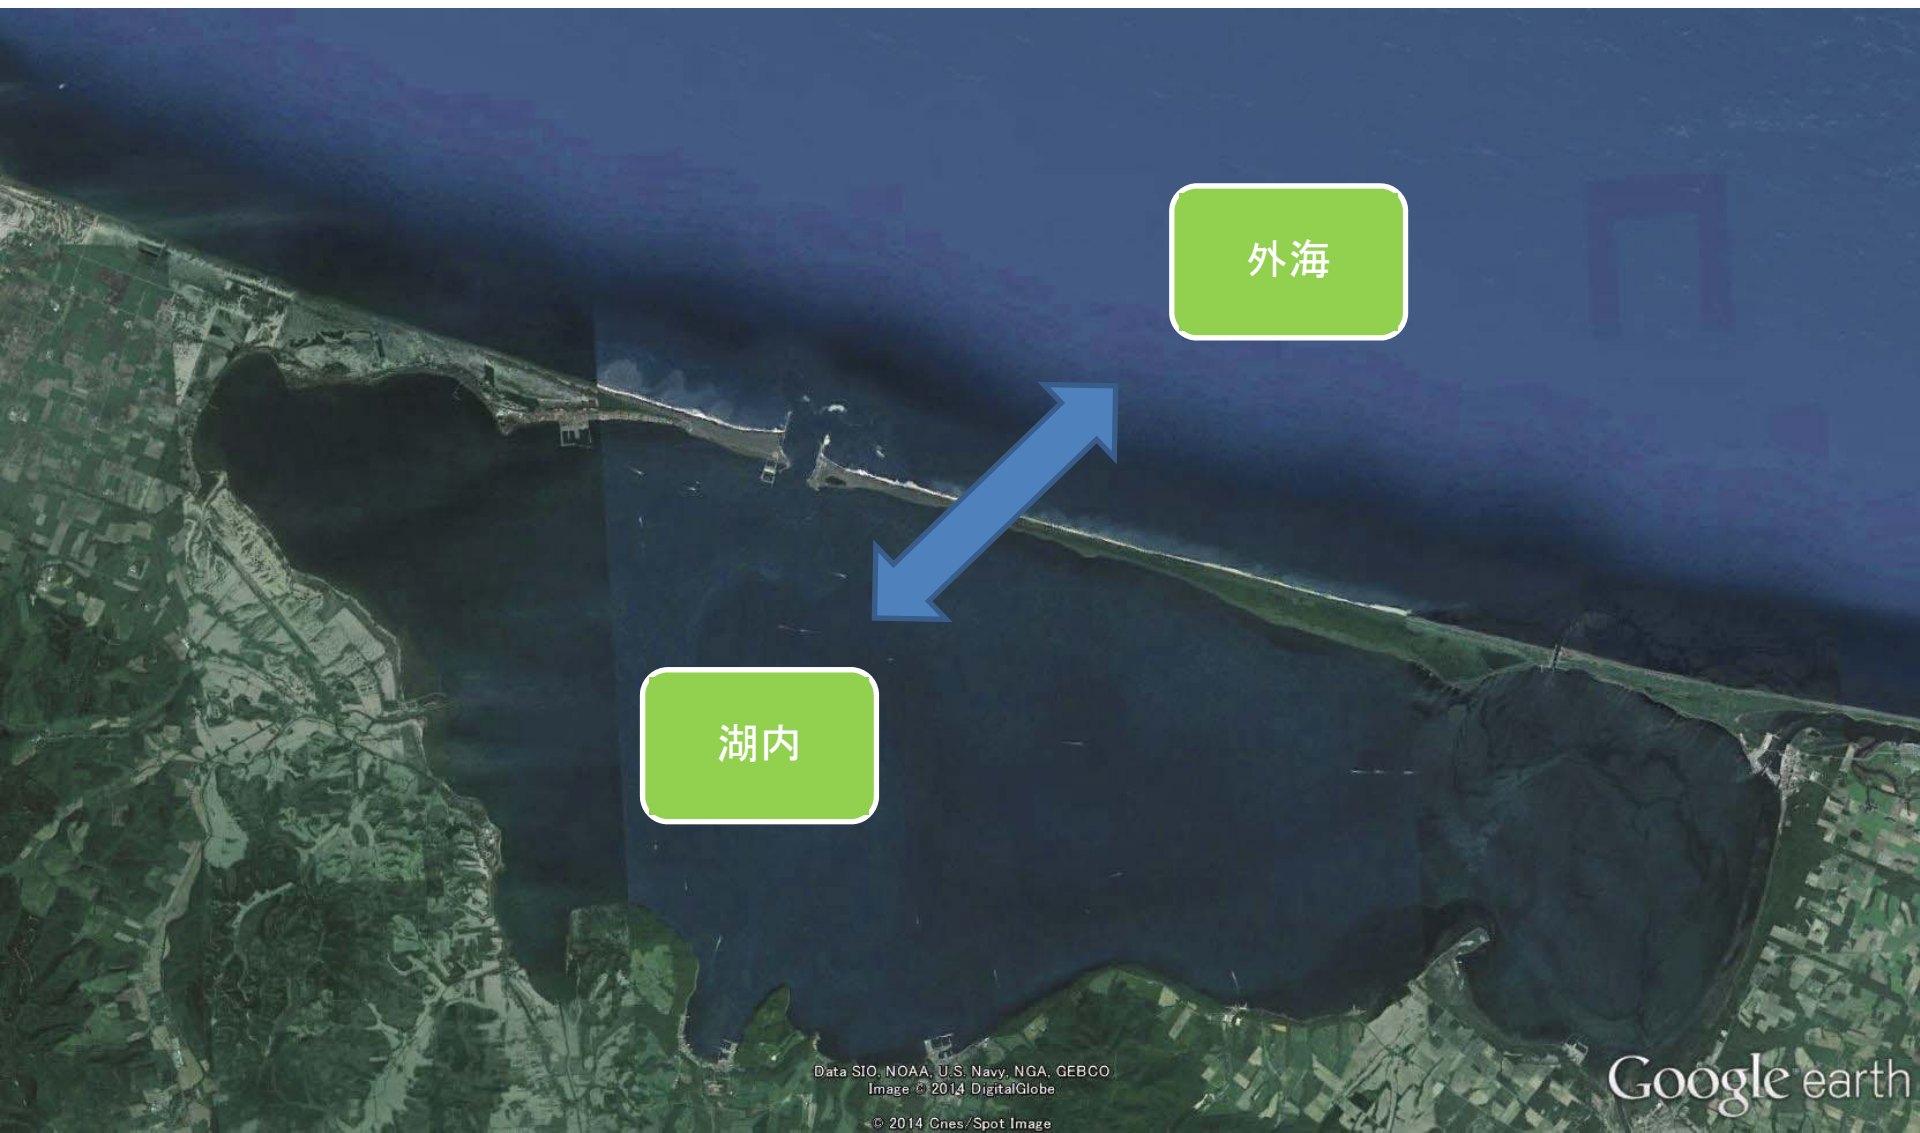 外海
湖内
Data SIO, NOAA, U.S. Navy, NGA, GEBCO
Image © 2014 DigitalGlobe
© 2014 Cnes/Spot Image
Google earth